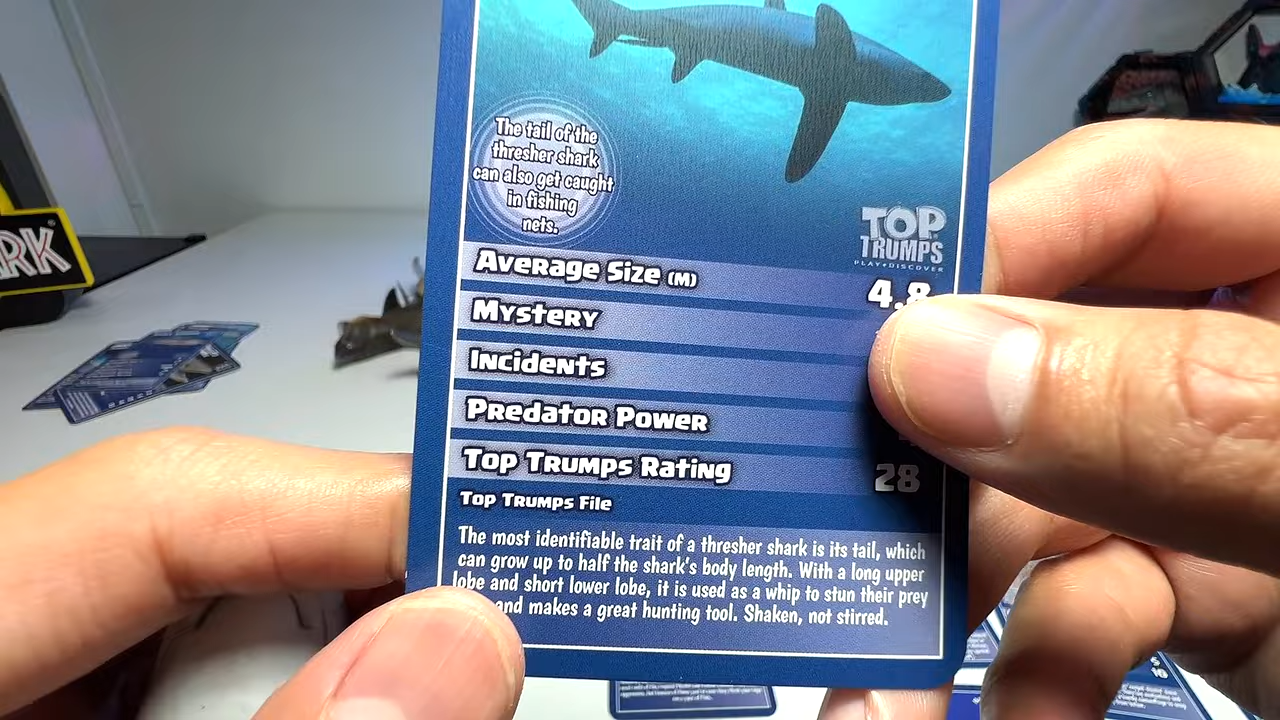 The tail of the
thresher shark
can also get caught
in fishing
nets.
TOP
TRUMPS
PLAY•DISCOVER
RK
Average Size (M) 4.8
Mystery
Incidents
Predator Power
Top Trumps Rating 28
Top Trumps File
The most identifiable trait of a thresher shark is its tail, which
can grow up to half the shark's body length. With a long upper
lobe and short lower lobe, it is used as a whip to stun their prey
and makes a great hunting tool. Shaken, not stirred.